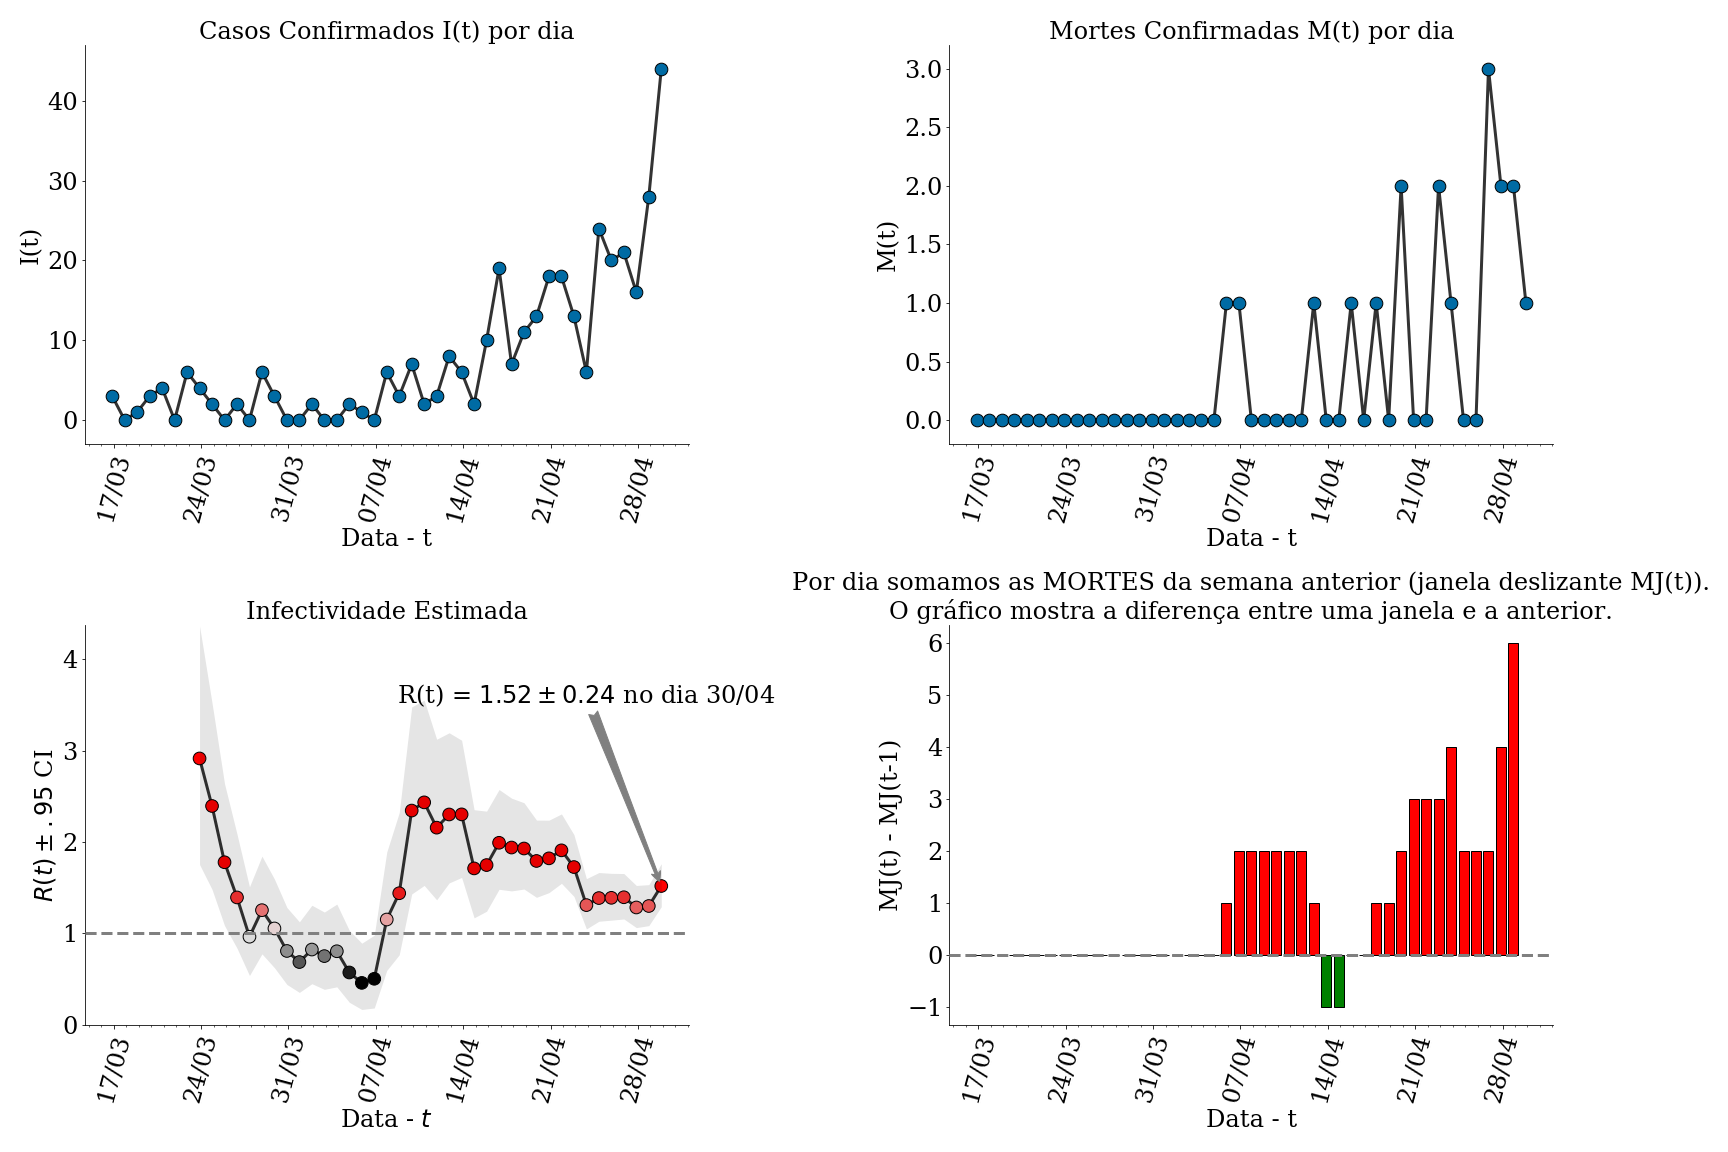 Casos Confirmados I(t) por dia
I(t)
40
30
20
10
0
17/03 24/03 31/03 07/04 14/04 21/04 28/04
Data - t
Mortes Confirmadas M(t) por dia
M(t)
3.0
2.5
2.0
1.5
1.0
0.5
0.0
17/03 24/03 31/03 07/04 14/04 21/04 28/04
Data - t
Infectividade Estimada
R(t) ± .95 CI
4
3
2
1
0
R(t) = 1.52 ± 0.24 no dia 30/04
17/03 24/03 31/03 07/04 14/04 21/04 28/04
Data - t
Por dia somamos as MORTES da semana anterior (janela deslizante MJ(t)).
O gráfico mostra a diferença entre uma janela e a anterior.
MJ(t) - MJ(t-1)
6
5
4
3
2
1
0
−1
17/03 24/03 31/03 07/04 14/04 21/04 28/04
Data - t